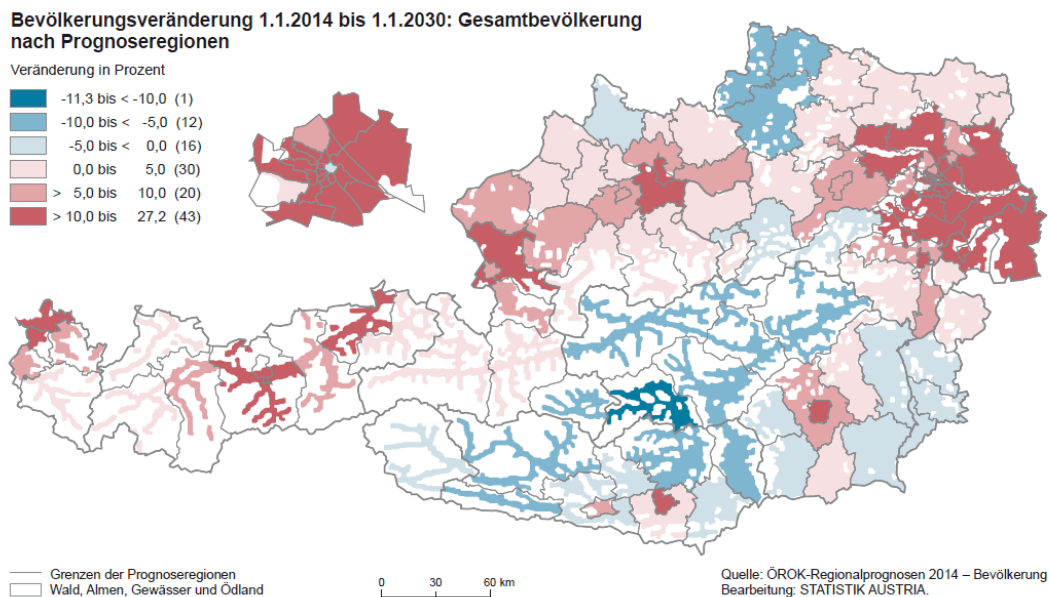 Bevölkerungsveränderung 1.1.2014 bis 1.1.2030: Gesamtbevölkerung
nach Prognoseregionen
Veränderung in Prozent
-11,3 bis < -10,0 (1)
-10,0 bis < -5,0 (12)
-5,0 bis < 0,0 (16)
0,0 bis 5,0 (30)
> 5,0 bis 10,0 (20)
> 10,0 bis 27,2 (43)
Grenzen der Prognoseregionen
Wald, Almen, Gewässer und Ödland
0 30 60 km
Quelle: ÖROK-Regionalprognosen 2014 – Bevölkerung
Bearbeitung: STATISTIK AUSTRIA.